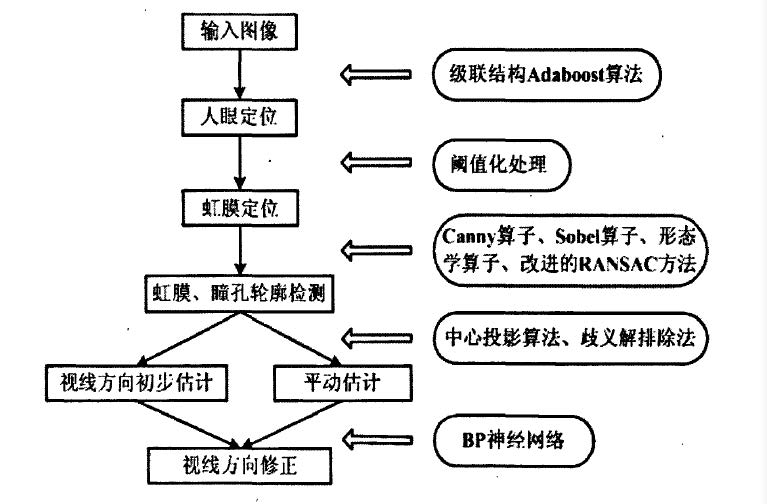 输入图像
级联结构Adaboost算法
人眼定位
阈值化处理
虹膜定位
Canny算子、Sobel算子、形态
学算子、改进的RANSAC方法
虹膜、瞳孔轮廓检测
中心投影算法、歧义解排除法
视线方向初步估计
平动估计
BP神经网络
视线方向修正